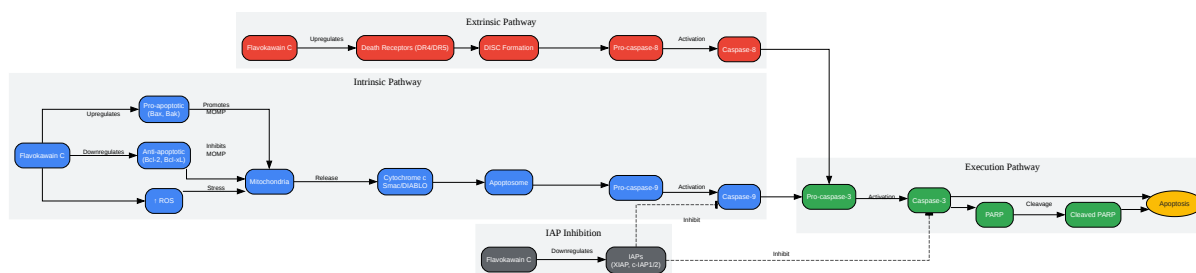 Extrinsic Pathway
Flavokawain C
Upregulates
Death Receptors (DR4/DR5)
DISC Formation
Pro-caspase-8
Activation
Caspase-8
Intrinsic Pathway
Pro-apoptotic
(Bax, Bak)
Promotes
MOMP
Upregulates
Flavokawain C
Downregulates
Anti-apoptotic
(Bcl-2, Bcl-xL)
Inhibits
MOMP
↑ ROS
Stress
Mitochondria
Release
Cytochrome c
Smac/DIABLO
Apoptosome
Pro-caspase-9
Activation
Caspase-9
Inhibit
Execution Pathway
Pro-caspase-3
Activation
Caspase-3
PARP
Cleavage
Cleaved PARP
Apoptosis
IAP Inhibition
Flavokawain C
Downregulates
IAPs
(XIAP, c-IAP1/2)
Inhibit